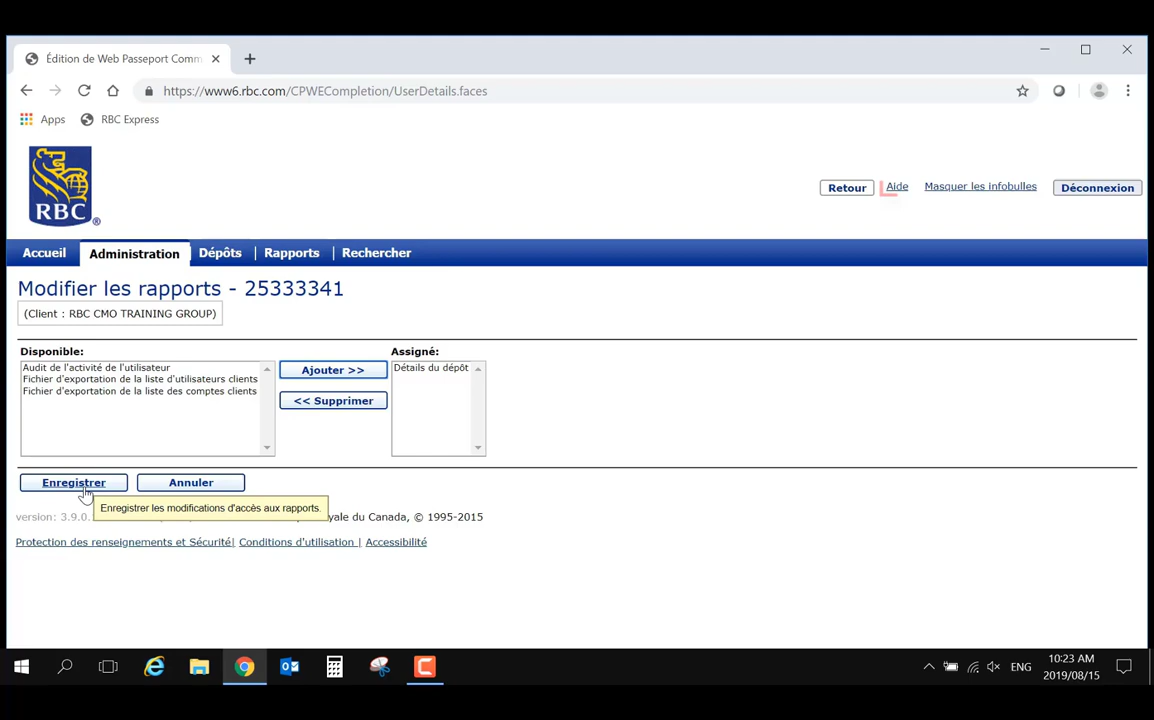 Édition de Web Passeport Comm
https://www6.rbc.com/CPWECompletion/UserDetails.faces
Apps RBC Express
RBC ®
Retour Aide Masquer les infobulles Déconnexion
Accueil Administration Dépôts | Rapports | Rechercher
Modifier les rapports - 25333341
(Client : RBC CMO TRAINING GROUP)
Disponible: Assigné:
Audit de l'activité de l'utilisateur
Fichier d'exportation de la liste d'utilisateurs clients
Fichier d'exportation de la liste des comptes clients
Ajouter >>
<< Supprimer
Détails du dépôt
Enregistrer Annuler
Enregistrer les modifications d'accès aux rapports.
version: 3.9.0. yale du Canada, © 1995-2015
Protection des renseignements et Sécurité| Conditions d'utilisation | Accessibilité
ENG
10:23 AM
2019/08/15